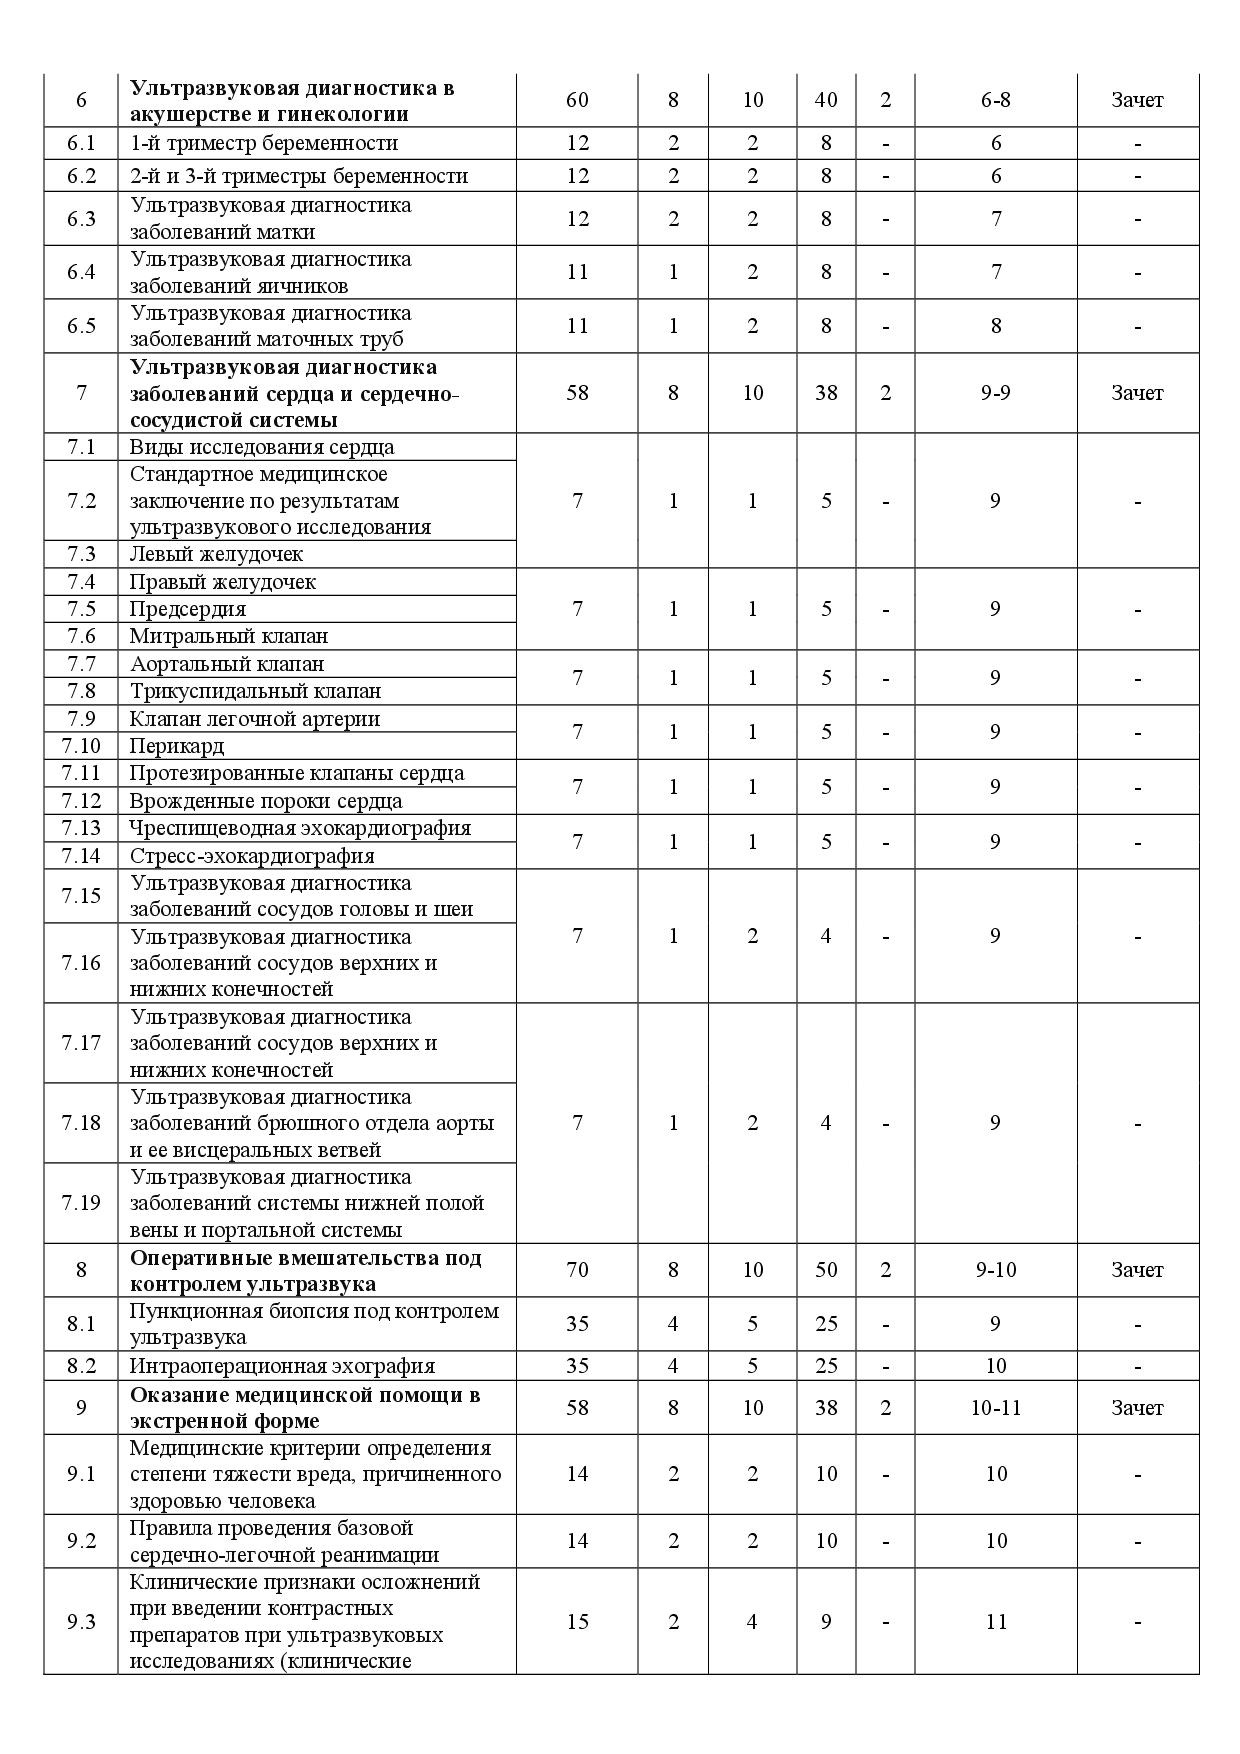 6 Ультразвуковая диагностика в акушерстве и гинекологии 60 8 10 40 2 6-8 Зачет
6.1 1-й триместр беременности 12 2 2 8 - 6 -
6.2 2-й и 3-й триместры беременности 12 2 2 8 - 6 -
6.3 Ультразвуковая диагностика заболеваний матки 12 2 2 8 - 7 -
6.4 Ультразвуковая диагностика заболеваний яичников 11 1 2 8 - 7 -
6.5 Ультразвуковая диагностика заболеваний маточных труб 11 1 2 8 - 8 -
7 Ультразвуковая диагностика заболеваний сердца и сердечно-сосудистой системы 58 8 10 38 2 9-9 Зачет
7.1 Виды исследования сердца
7.2 Стандартное медицинское заключение по результатам ультразвукового исследования 7 1 1 5 - 9 -
7.3 Левый желудочек
7.4 Правый желудочек
7.5 Предсердия 7 1 1 5 - 9 -
7.6 Митральный клапан
7.7 Аортальный клапан 7 1 1 5 - 9 -
7.8 Трикуспидальный клапан
7.9 Клапан легочной артерии 7 1 1 5 - 9 -
7.10 Перикард
7.11 Протезированные клапаны сердца 7 1 1 5 - 9 -
7.12 Врожденные пороки сердца
7.13 Чреспищеводная эхокардиография 7 1 1 5 - 9 -
7.14 Стресс-эхокардиография
7.15 Ультразвуковая диагностика заболеваний сосудов головы и шеи 7 1 2 4 - 9 -
7.16 Ультразвуковая диагностика заболеваний сосудов верхних и нижних конечностей
7.17 Ультразвуковая диагностика заболеваний сосудов верхних и нижних конечностей
7.18 Ультразвуковая диагностика заболеваний брюшного отдела аорты и ее висцеральных ветвей 7 1 2 4 - 9 -
7.19 Ультразвуковая диагностика заболеваний системы нижней полой вены и портальной системы
8 Оперативные вмешательства под контролем ультразвука 70 8 10 50 2 9-10 Зачет
8.1 Пункционная биопсия под контролем ультразвука 35 4 5 25 - 9 -
8.2 Интраоперационная эхография 35 4 5 25 - 10 -
9 Оказание медицинской помощи в экстренной форме 58 8 10 38 2 10-11 Зачет
9.1 Медицинские критерии определения степени тяжести вреда, причиненного здоровью человека 14 2 2 10 - 10 -
9.2 Правила проведения базовой сердечно-легочной реанимации 14 2 2 10 - 10 -
9.3 Клинические признаки осложнений при введении контрастных препаратов при ультразвуковых исследованиях (клинические 15 2 4 9 - 11 -